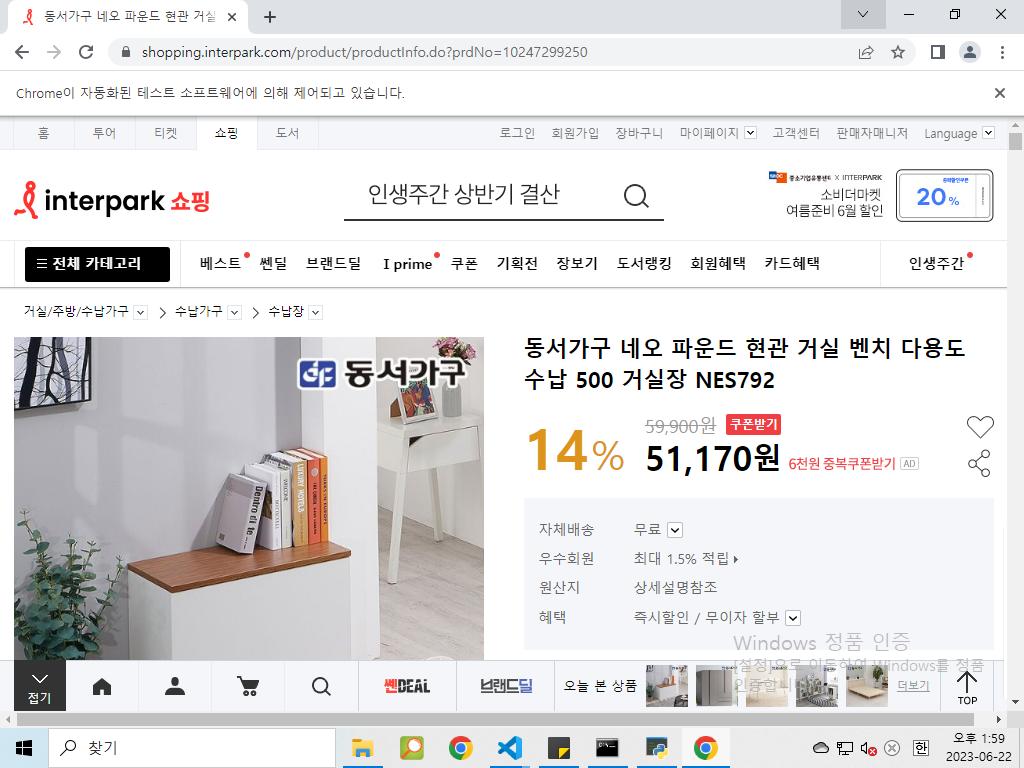 동서가구 네오 파운드 현관 거실
shopping.interpark.com/product/productInfo.do?prdNo=10247299250
Chrome이 자동화된 테스트 소프트웨어에 의해 제어되고 있습니다.
홈 투어 티켓 쇼핑 도서 로그인 회원가입 장바구니 마이페이지 고객센터 판매자매니저 Language
interpark 쇼핑
인생주간 상반기 결산
중소기업유통센터 X INTERPARK
소비더마켓
여름준비 6월 할인
20%
전체 카테고리 베스트 쎈딜 브랜드딜 I prime 쿠폰 기획전 장보기 도서랭킹 회원혜택 카드혜택 인생주간
거실/주방/수납가구 수납가구 수납장
동서가구
동서가구 네오 파운드 현관 거실 벤치 다용도
수납 500 거실장 NES792
59,900원 쿠폰받기
14% 51,170원 6천원 중복쿠폰받기 AD
자체배송 무료
우수회원 최대 1.5% 적립
원산지 상세설명참조
혜택 즉시할인 / 무이자 할부
Windows 정품 인증
[설정]으로 이동하여 Windows를 정품
인증합니다.
접기 쎈DEAL 브랜드딜 오늘 본 상품 더보기 TOP
찾기
한
오후 1:59
2023-06-22